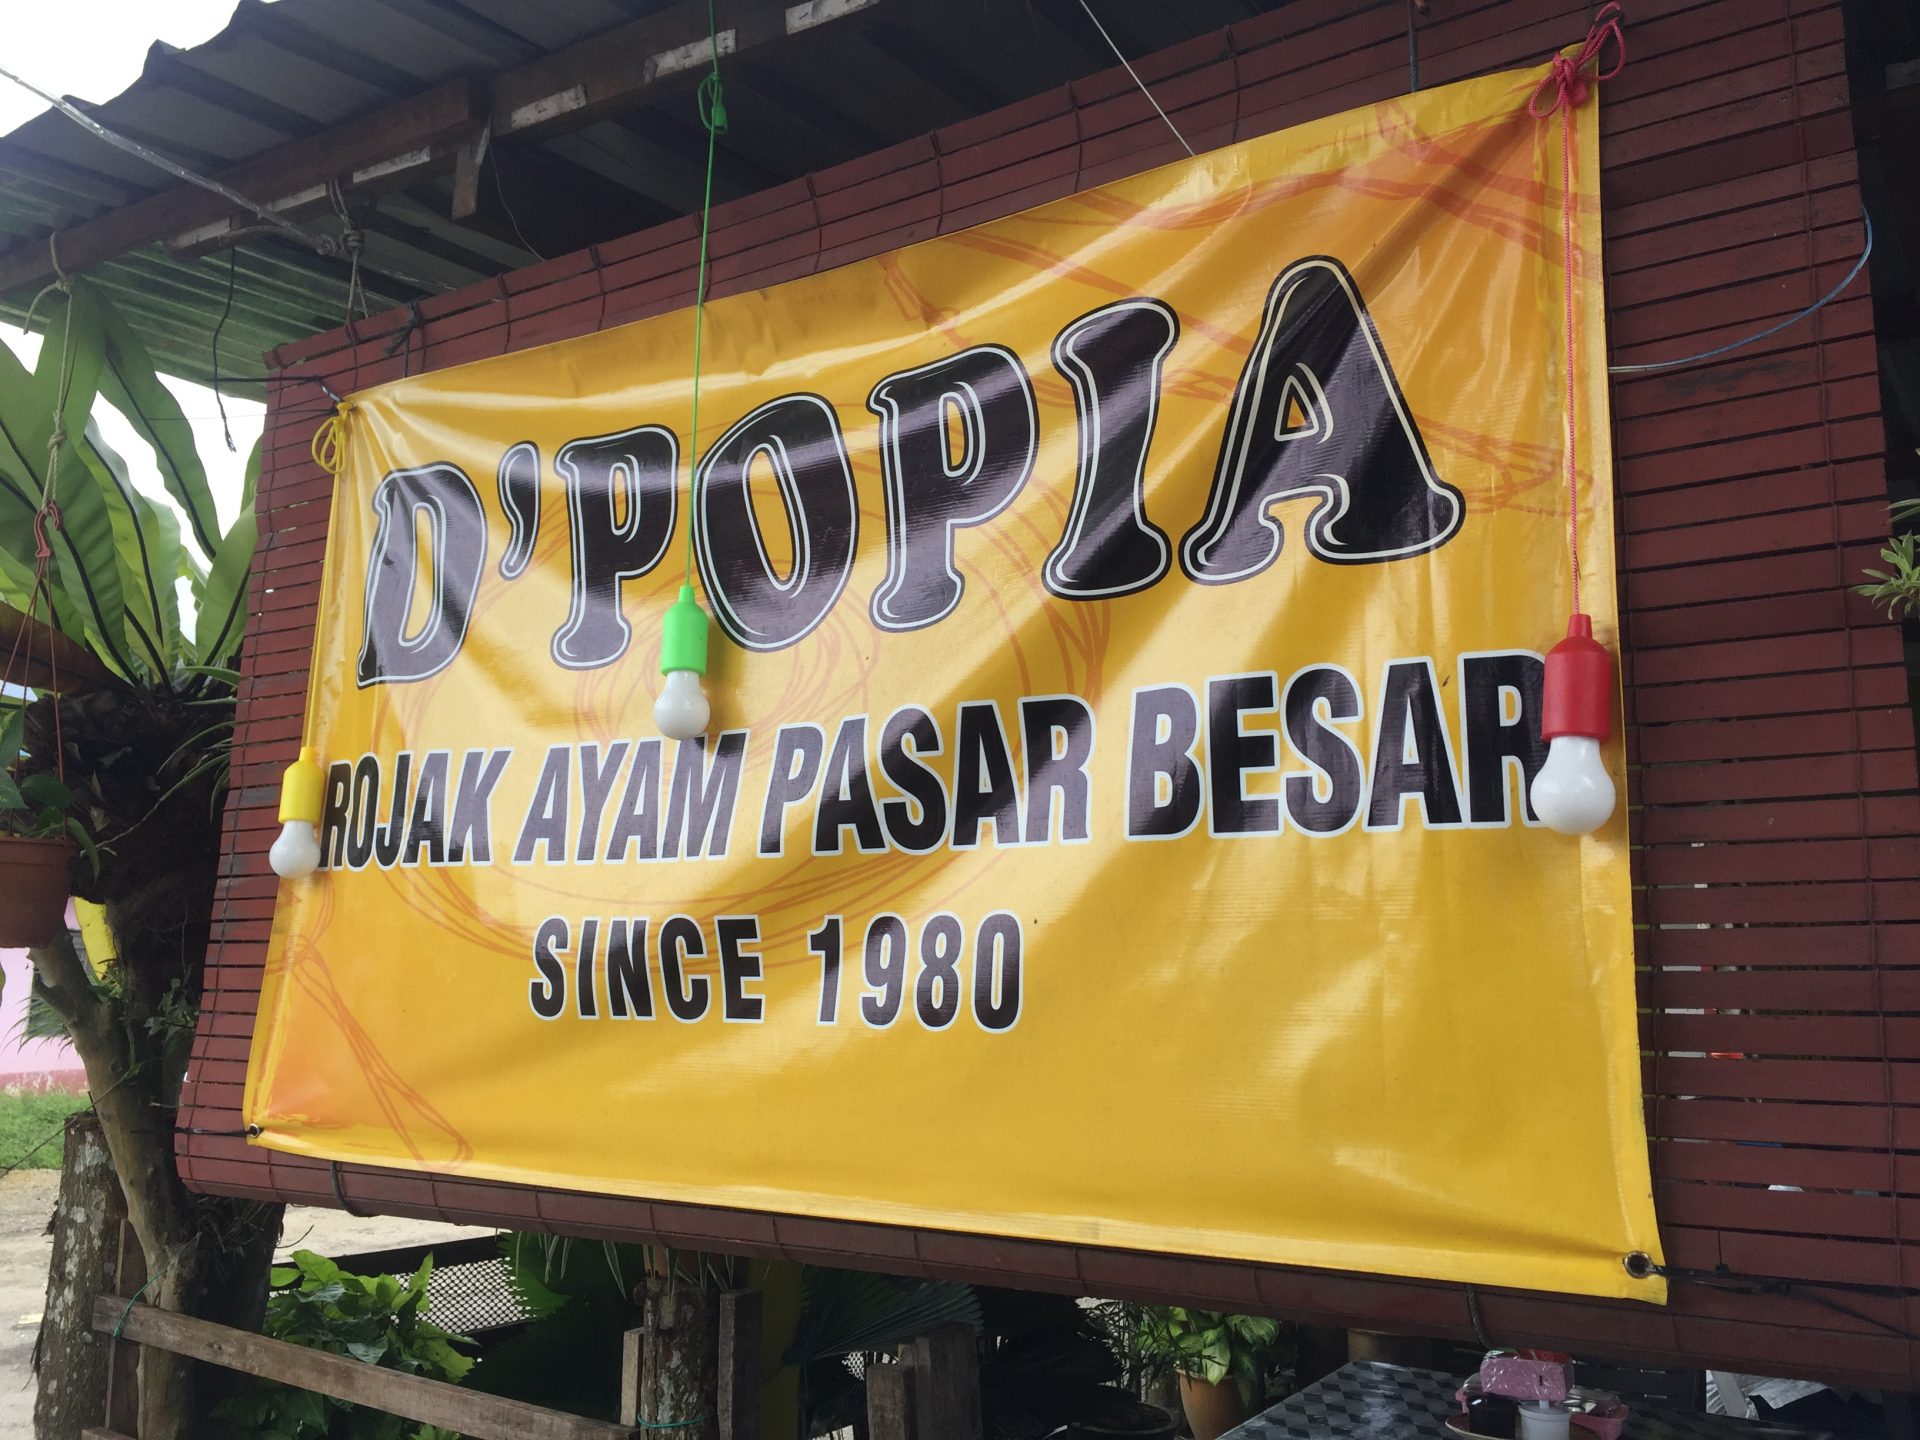 D'POPIA
ROJAK AYAM PASAR BESAR
SINCE 1980